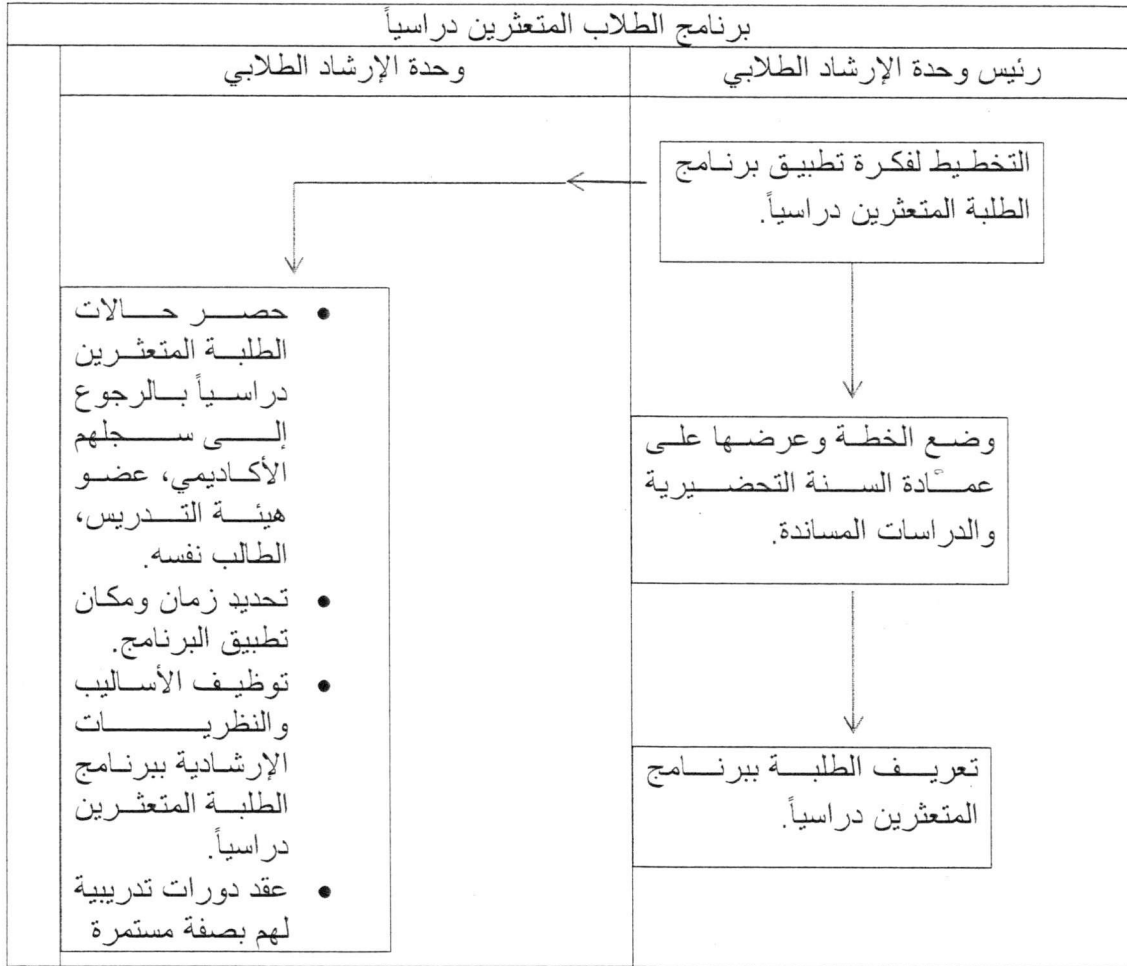 برنامج الطلاب المتعثرين دراسياً
رئيس وحدة الإرشاد الطلابي
وحدة الإرشاد الطلابي
التخطيط لفكرة تطبيق برنامج
الطلبة المتعثرين دراسياً.
وضع الخطة وعرضها على
عمادة السنة التحضيرية
والدراسات المساندة.
تعريف الطلبة ببرنامج
المتعثرين دراسياً.
• حصر حالات
الطلبة المتعثرين
دراسياً بالرجوع
إلى سجلهم
الأكاديمي، عضو
هيئة التدريس،
الطالب نفسه.
• تحديد زمان ومكان
تطبيق البرنامج.
• توظيف الأساليب
والنظريات
الإرشادية ببرنامج
الطلبة المتعثرين
دراسياً.
• عقد دورات تدريبية
لهم بصفة مستمرة